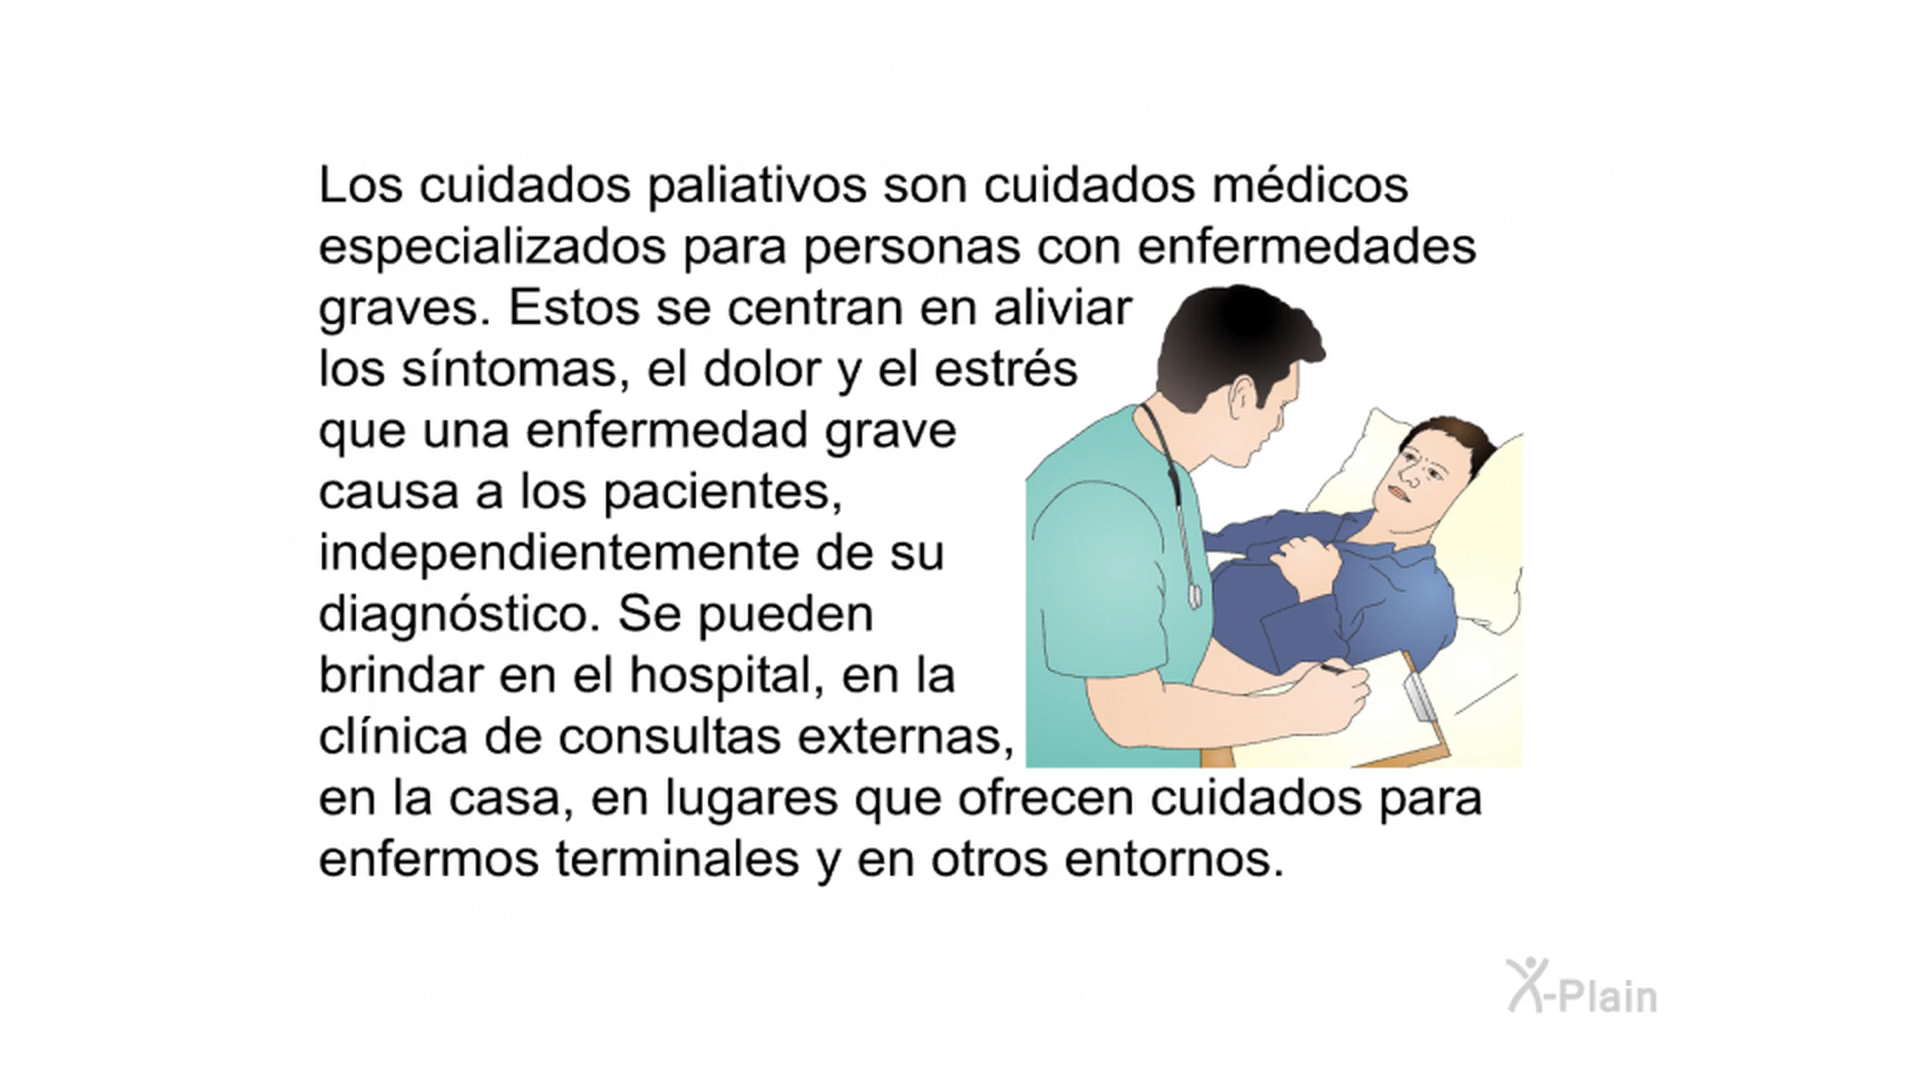 Los cuidados paliativos son cuidados médicos
especializados para personas con enfermedades
graves. Estos se centran en aliviar
los síntomas, el dolor y el estrés
que una enfermedad grave
causa a los pacientes,
independientemente de su
diagnóstico. Se pueden
brindar en el hospital, en la
clínica de consultas externas,
en la casa, en lugares que ofrecen cuidados para
enfermos terminales y en otros entornos.
X-Plain